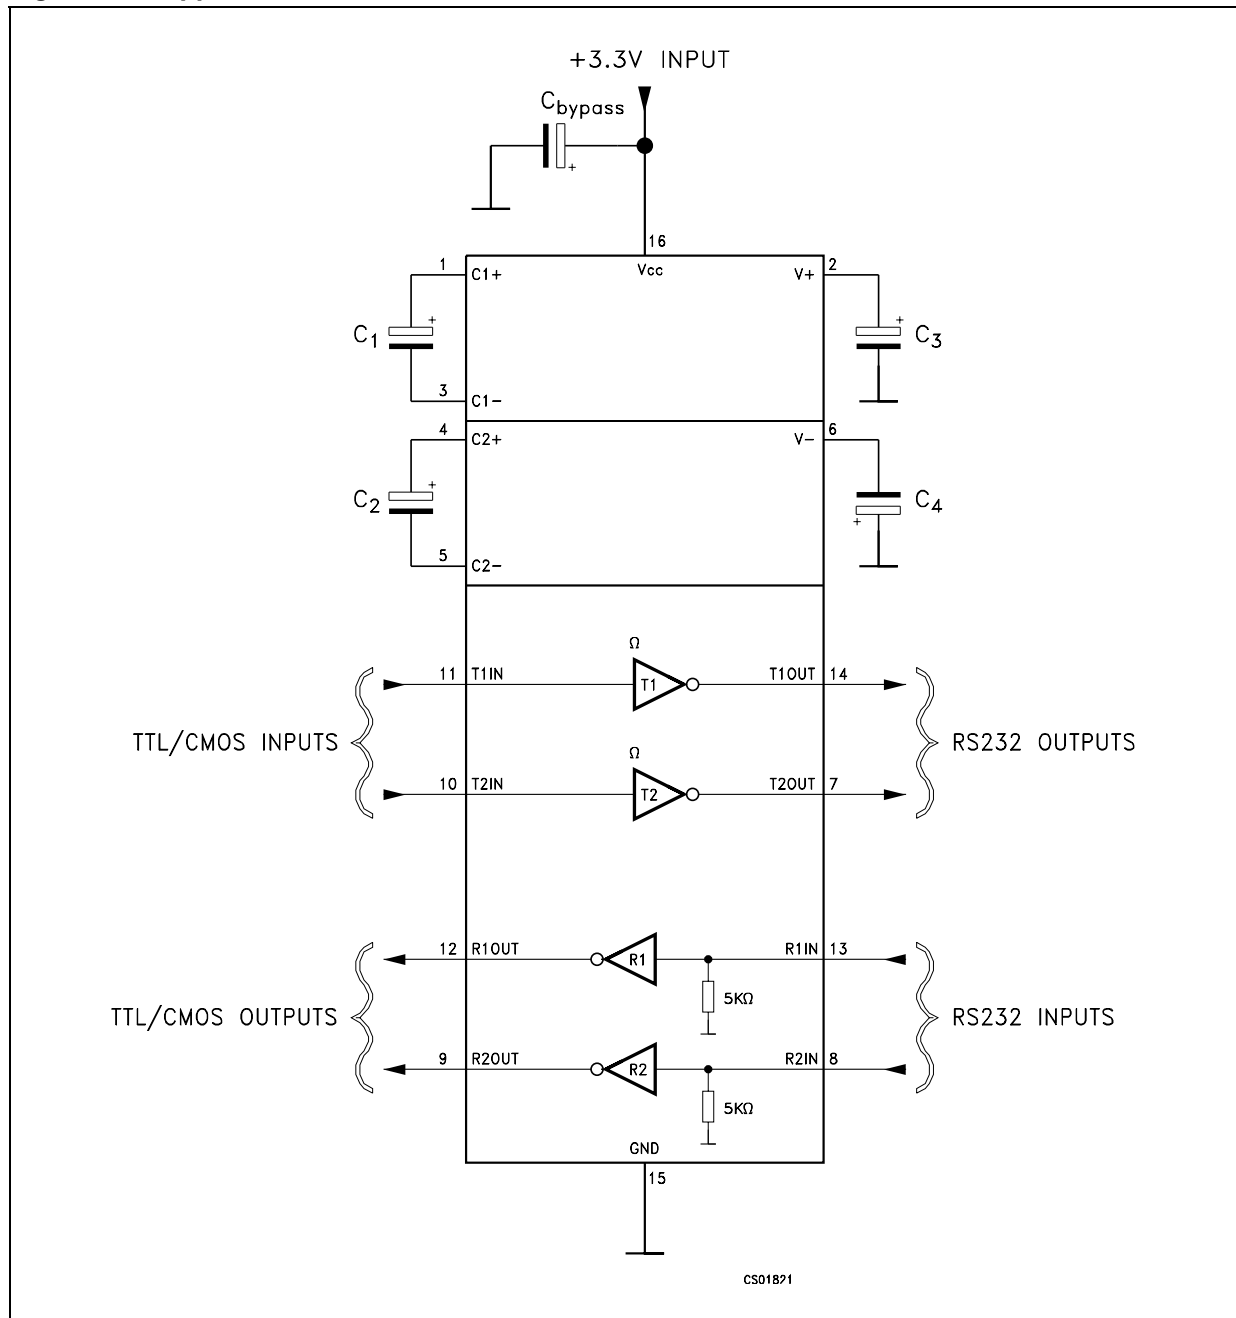 +3.3V INPUT
Cbypass
+
16
Vcc
1 C1+
V+ 2
C1 +
+ C3
3 C1-
4 C2+
V- 6
C2 +
+ C4
5 C2-
Ω
11 T1IN T1 T1OUT 14
TTL/CMOS INPUTS
RS232 OUTPUTS
Ω
10 T2IN T2 T2OUT 7
12 R1OUT R1 R1IN 13
5KΩ
TTL/CMOS OUTPUTS
RS232 INPUTS
9 R2OUT R2 R2IN 8
5KΩ
GND
15
CS01821